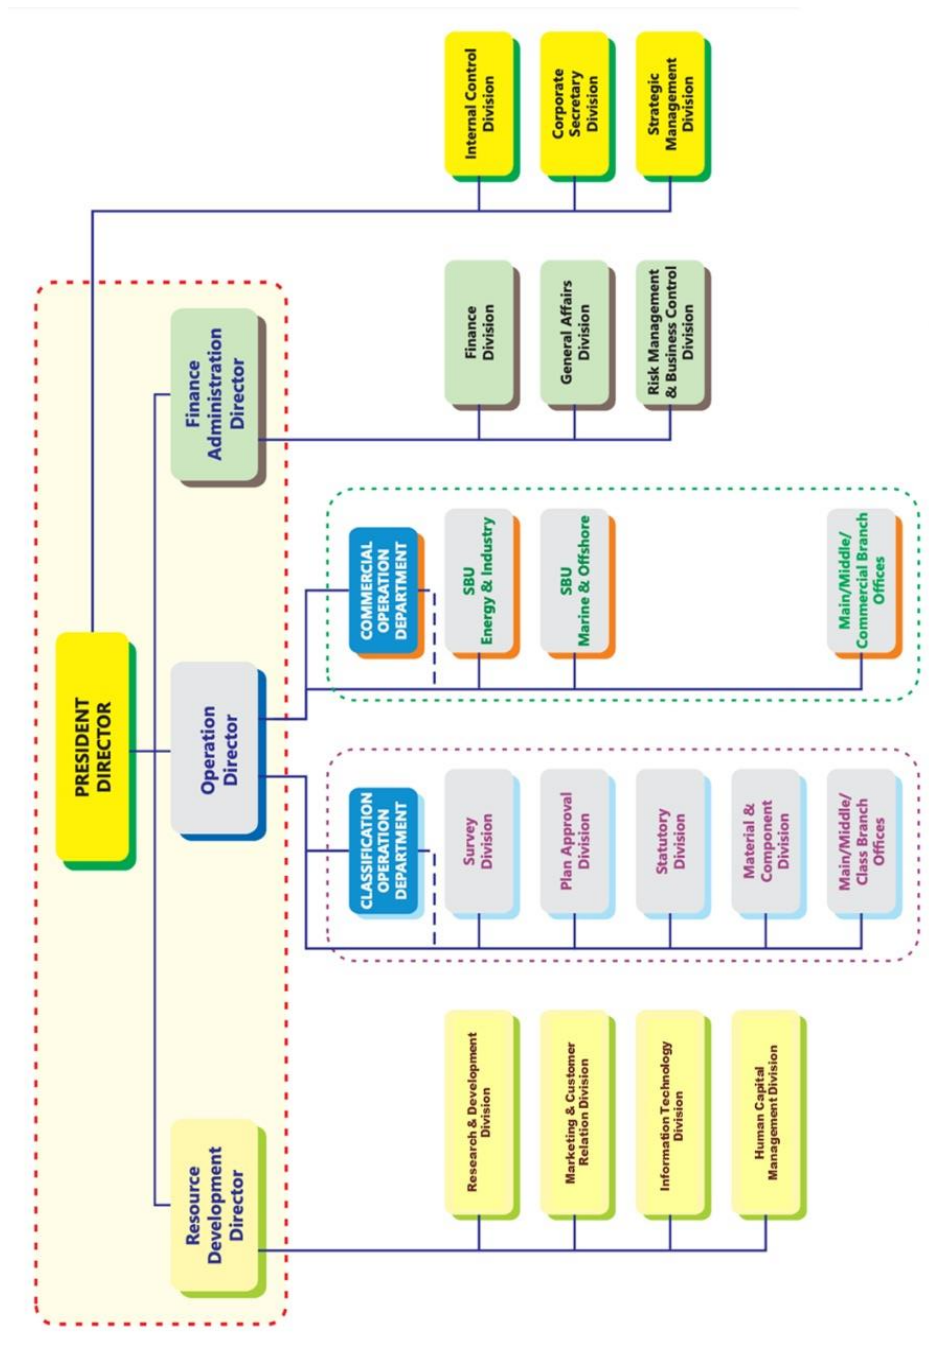 PRESIDENT
DIRECTOR
Resource
Development
Director
Operation
Director
Finance
Administration
Director
CLASSIFICATION
OPERATION
DEPARTMENT
COMMERCIAL
OPERATION
DEPARTMENT
Research & Development
Division
Marketing & Customer
Relation Division
Information Technology
Division
Human Capital
Management Division
Survey
Division
Plan Approval
Division
Statutory
Division
Material &
Component
Division
Main/Middle/
Class Branch
Offices
SBU
Energy & Industry
SBU
Marine & Offshore
Main/Middle/
Commercial Branch
Offices
Finance
Division
General Affairs
Division
Risk Management
& Business Control
Division
Internal Control
Division
Corporate
Secretary
Division
Strategic
Management
Division